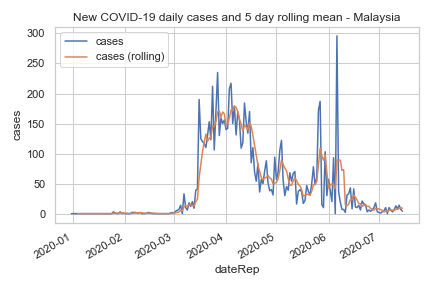 New COVID-19 daily cases and 5 day rolling mean - Malaysia
cases
cases (rolling)
300
250
200
150
100
50
0
cases
2020-01
2020-02
2020-03
2020-04
2020-05
2020-06
2020-07
dateRep